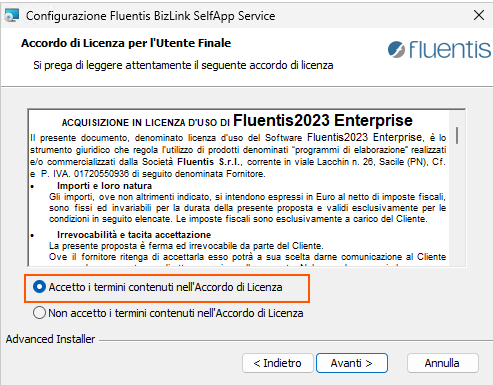 Configurazione Fluentis BizLink SelfApp Service
Accordo di Licenza per l'Utente Finale
Si prega di leggere attentamente il seguente accordo di licenza
fluentis
ACQUISIZIONE IN LICENZA D'USO DI Fluentis2023 Enterprise
Il presente documento, denominato licenza d'uso del Software Fluentis2023 Enterprise, è lo
strumento giuridico che regola l'utilizzo di prodotti denominati "programmi di elaborazione" realizzati
e/o commercializzati dalla Società Fluentis S.r.l., corrente in viale Lacchin n. 26, Sacile (PN), Cf.
e P. IVA. 01720550936 di seguito denominata Fornitore.
• Importi e loro natura
Gli importi, ove non altrimenti indicato, si intendono espressi in Euro al netto di imposte fiscali,
sono fissi ed invariabili per la durata della presente proposta e validi esclusivamente per le
condizioni in seguito elencate. Le imposte fiscali sono esclusivamente a carico del Cliente.
• Irrevocabilità e tacita accettazione
La presente proposta è ferma ed irrevocabile da parte del Cliente.
Ove il fornitore ritenga di accettarla esso potrà a sua scelta darne comunicazione al Cliente
Accetto i termini contenuti nell'Accordo di Licenza
Non accetto i termini contenuti nell'Accordo di Licenza
Advanced Installer
< Indietro
Avanti >
Annulla